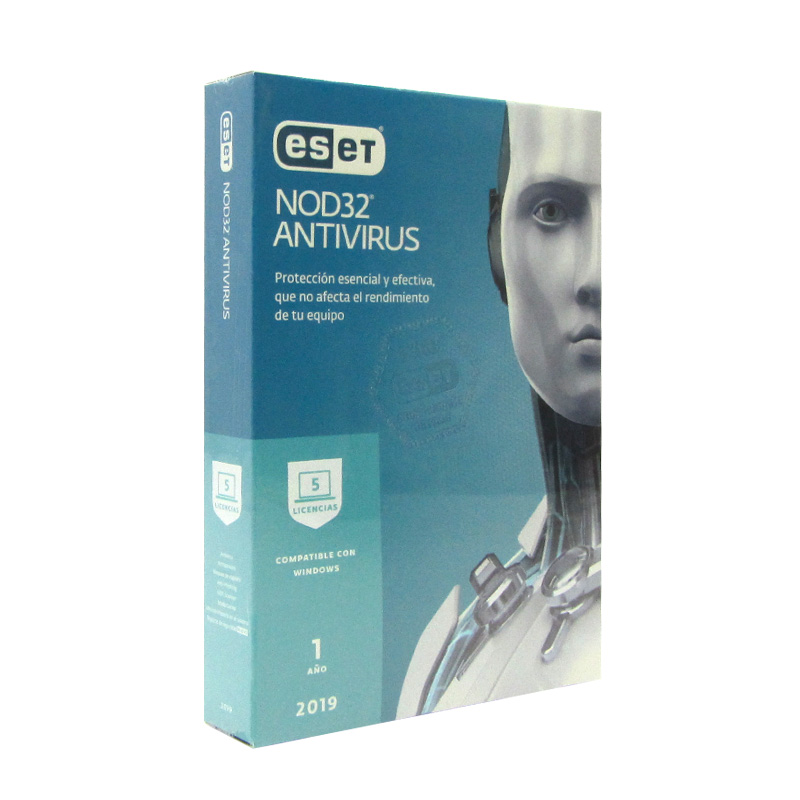 eset
NOD32®
ANTIVIRUS
Protección esencial y efectiva,
que no afecta el rendimiento
de tu equipo
5
LICENCIAS
COMPATIBLE CON
WINDOWS
1
AÑO
2019
eset
NOD32 ANTIVIRUS
5
LICENCIAS
2019
eset